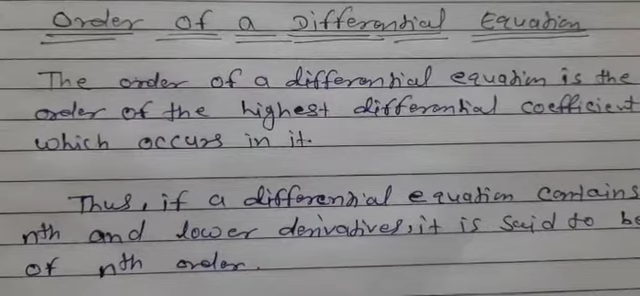 Order of a Differential Equation
The order of a differential equation is the
order of the highest differential coefficient
which occurs in it.
Thus, if a differential equation contains
nth and lower derivatives, it is said to be
of nth order.